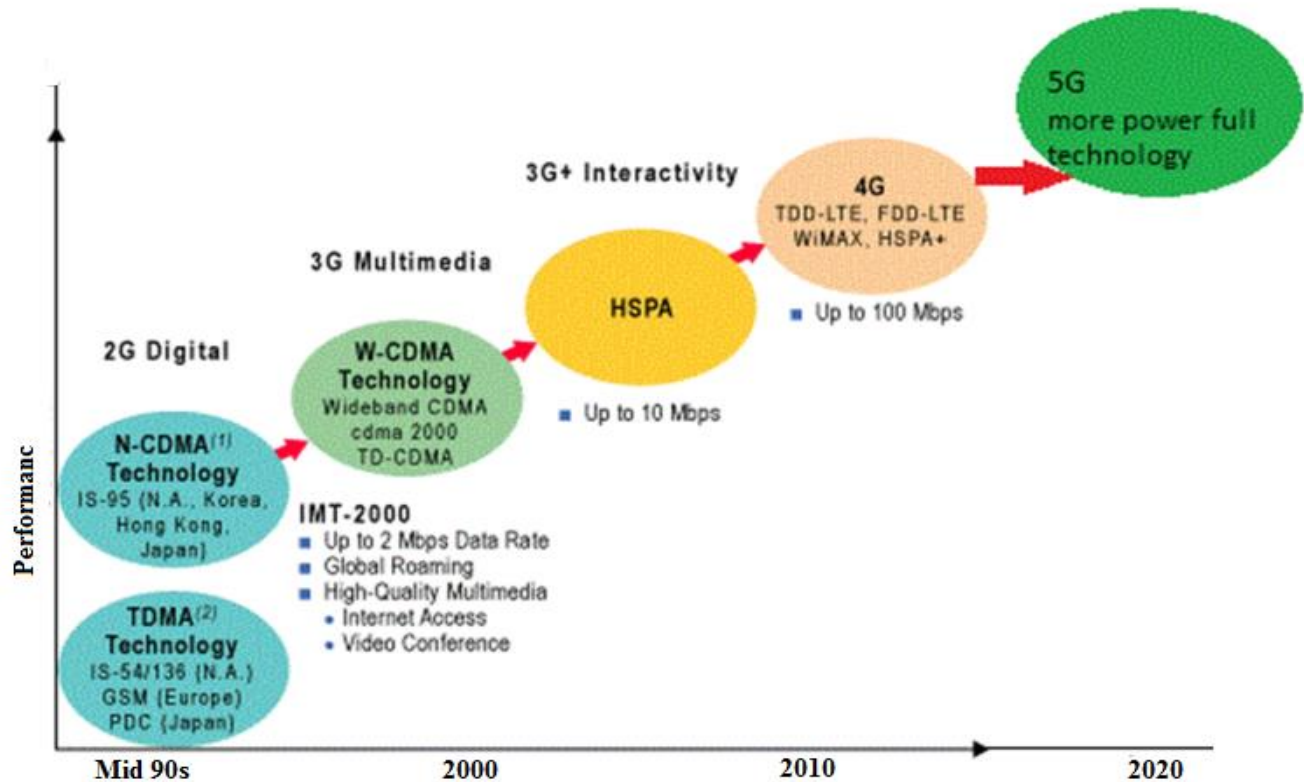 5G
more power full
technology
3G+ Interactivity
4G
TDD-LTE, FDD-LTE
WiMAX, HSPA+
3G Multimedia
HSPA
Up to 100 Mbps
2G Digital
W-CDMA
Technology
Wideband CDMA
cdma 2000
TD-CDMA
Up to 10 Mbps
N-CDMA(1)
Technology
IS-95 (N.A., Korea,
Hong Kong,
Japan)
IMT-2000
Up to 2 Mbps Data Rate
Global Roaming
High-Quality Multimedia
Internet Access
Video Conference
TDMA(2)
Technology
IS-54/136 (N.A.)
GSM (Europe)
PDC (Japan)
Performanc
Mid 90s
2000
2010
2020